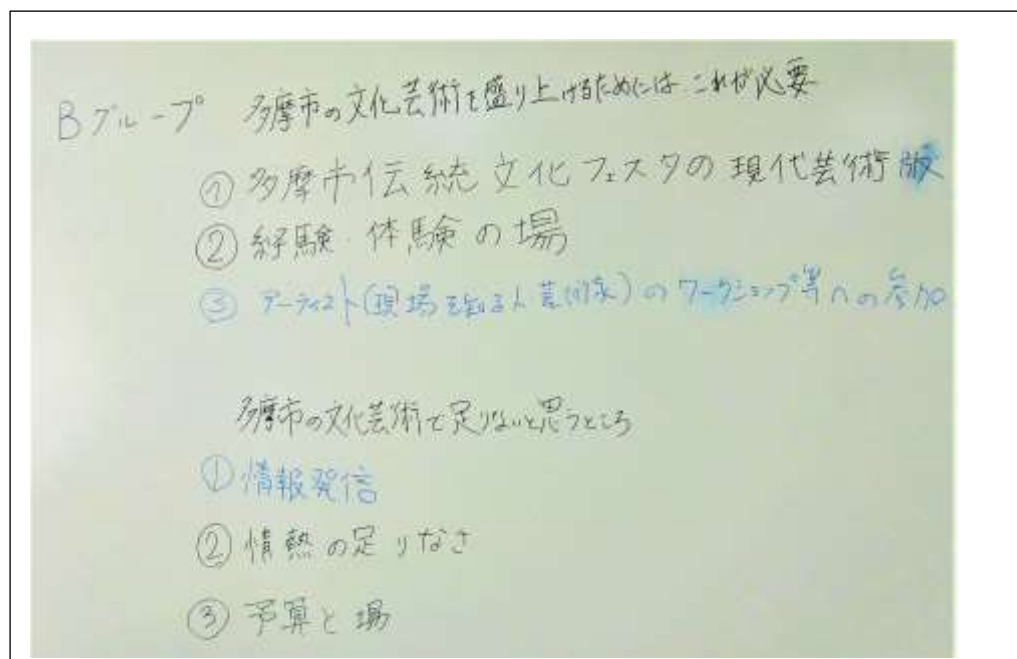 Bグループ 多摩市の文化芸術を盛り上げるためには これが必要
① 多摩市伝統文化フェスタの現代芸術版
② 経験・体験の場
③ アーティスト(現場を知る人 芸術家)のワークショップ等への参加
多摩市の文化芸術で足りないと思うところ
① 情報発信
② 情熱の足りなさ
③ 予算と場